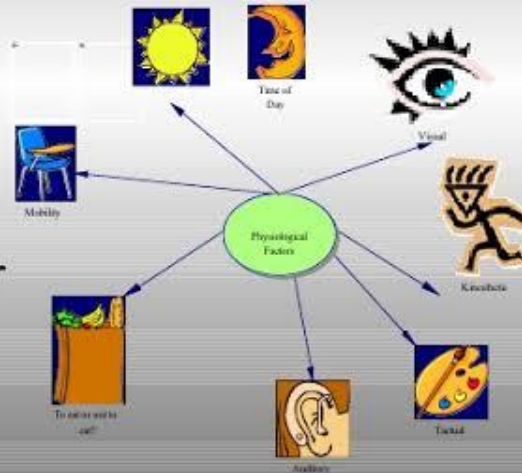 Time of
Day
Visual
Mobility
Physiological
Factors
Kinesthetic
To eat or not to
eat?
Tactual
Auditory